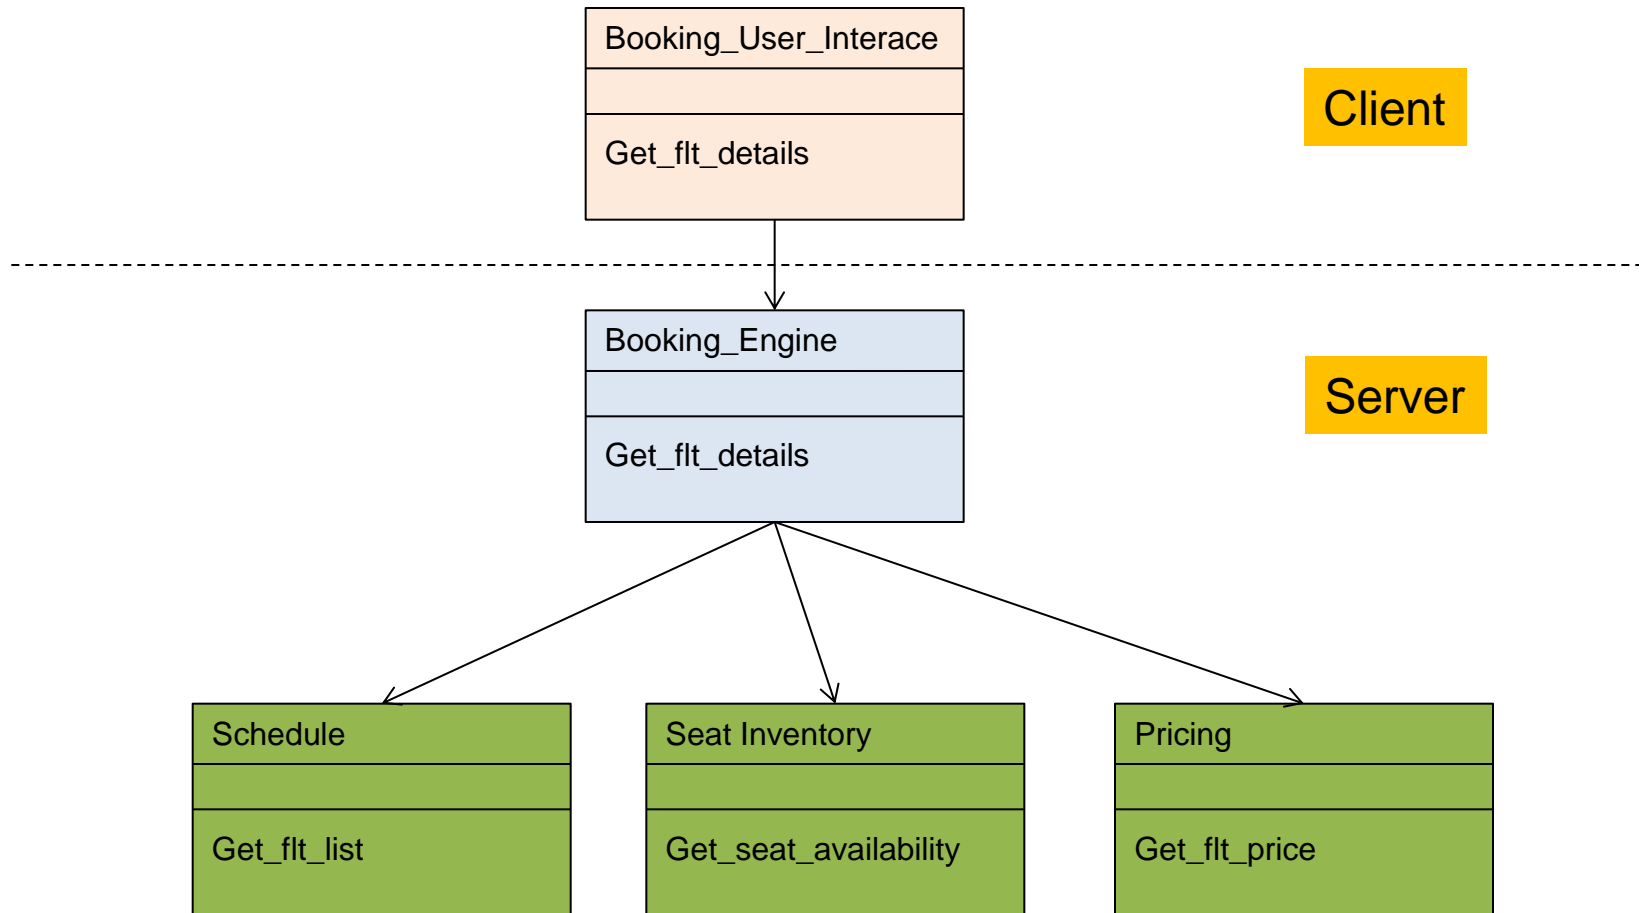 Booking_User_Interace
Get_flt_details
Client
Booking_Engine
Get_flt_details
Server
Schedule
Get_flt_list
Seat Inventory
Get_seat_availability
Pricing
Get_flt_price